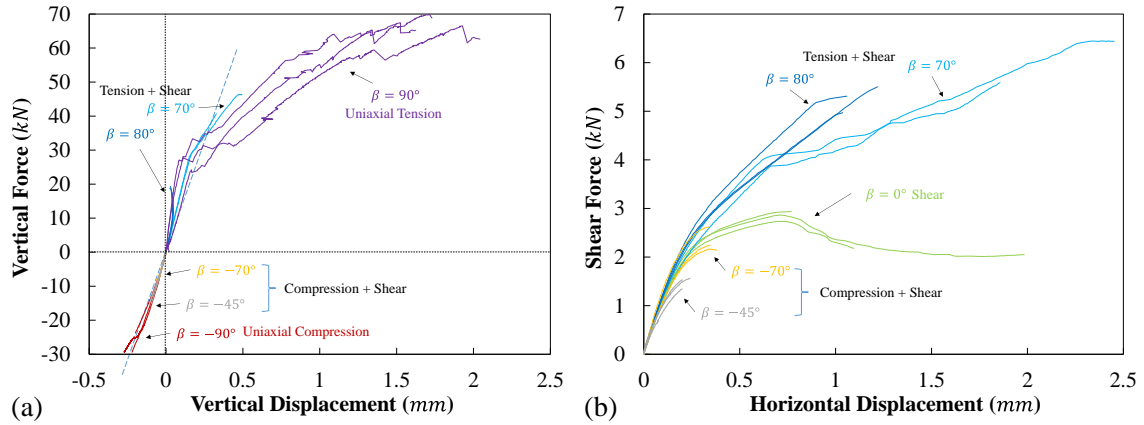 70
60
50
40
30
20
10
0
-10
-20
-30
Vertical Force (kN)
Tension + Shear
β = 70°
β = 80°
β = 90°
Uniaxial Tension
β = −70°
β = −45°
Compression + Shear
β = −90° Uniaxial Compression
-0.5 0 0.5 1 1.5 2 2.5
(a) Vertical Displacement (mm)
7
6
5
4
3
2
1
0
Shear Force (kN)
Tension + Shear
β = 80°
β = 70°
β = 0° Shear
β = −70°
Compression + Shear
β = −45°
0 0.5 1 1.5 2 2.5
(b) Horizontal Displacement (mm)